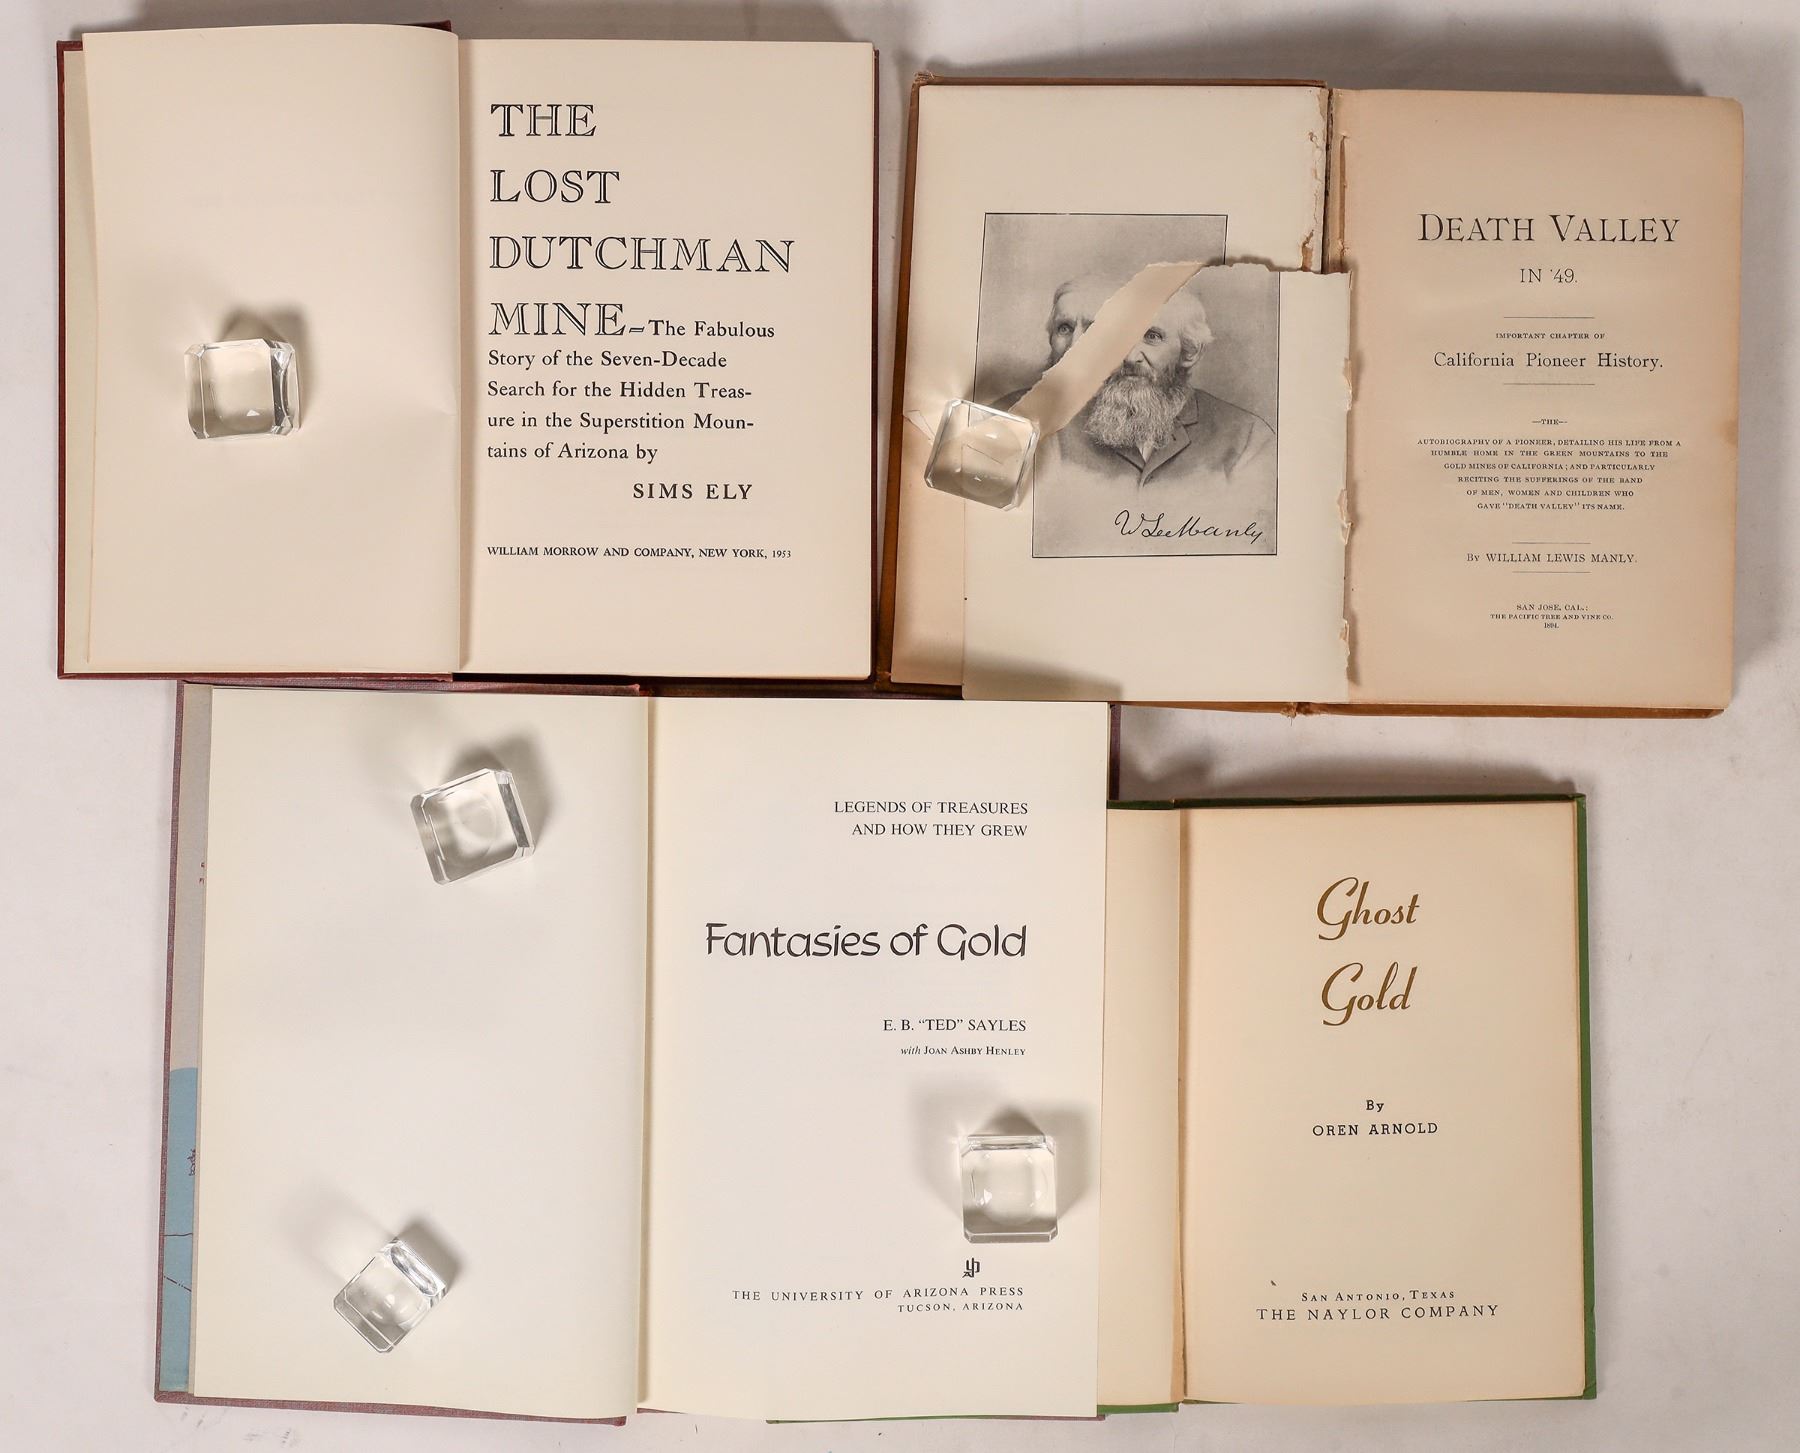 THE
LOST
DUTCHMAN
MINE–The Fabulous
Story of the Seven-Decade
Search for the Hidden Treas-
ure in the Superstition Moun-
tains of Arizona by
SIMS ELY
WILLIAM MORROW AND COMPANY, NEW YORK, 1953
W Lee Manly
DEATH VALLEY
IN '49.
IMPORTANT CHAPTER OF
California Pioneer History.
—THE—
AUTOBIOGRAPHY OF A PIONEER, DETAILING HIS LIFE FROM A
HUMBLE HOME IN THE GREEN MOUNTAINS TO THE
GOLD MINES OF CALIFORNIA; AND PARTICULARLY
RECITING THE SUFFERINGS OF THE BAND
OF MEN, WOMEN AND CHILDREN WHO
GAVE "DEATH VALLEY" ITS NAME.
BY WILLIAM LEWIS MANLY.
SAN JOSE, CAL.:
THE PACIFIC TREE AND VINE CO.
1894.
LEGENDS OF TREASURES
AND HOW THEY GREW
Fantasies of Gold
E. B. “TED” SAYLES
with JOAN ASHBY HENLEY
THE UNIVERSITY OF ARIZONA PRESS
TUCSON, ARIZONA
Ghost
Gold
By
OREN ARNOLD
SAN ANTONIO, TEXAS
THE NAYLOR COMPANY